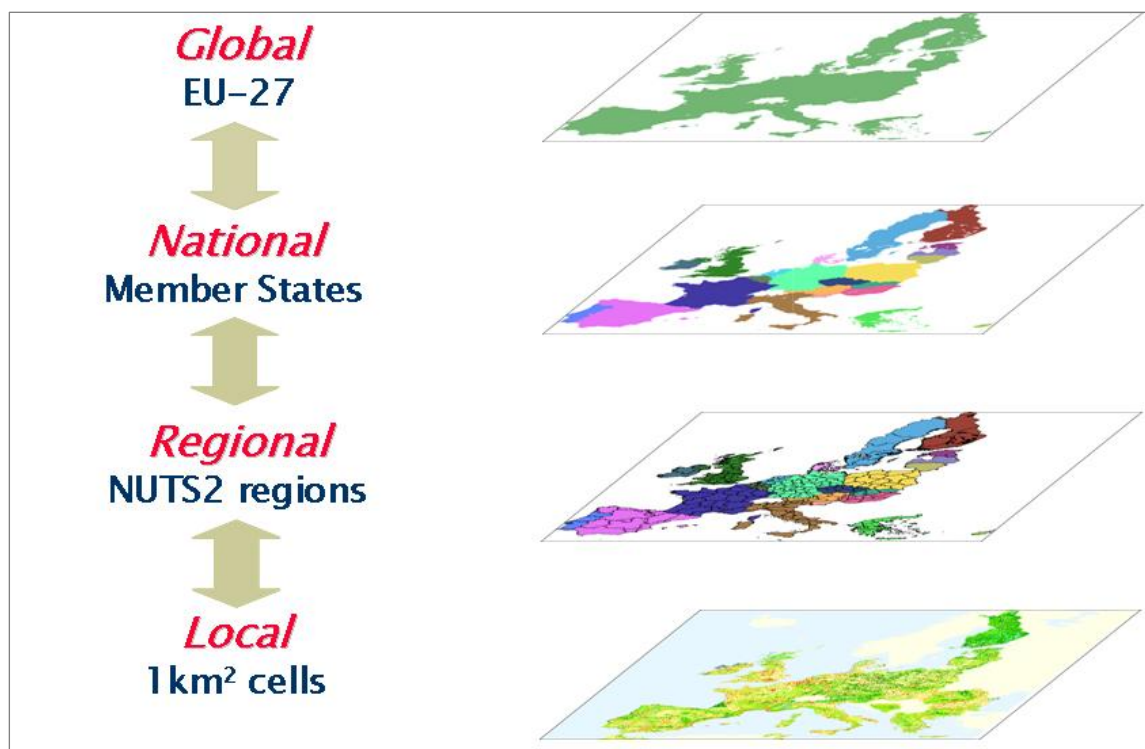 Global
EU-27
National
Member States
Regional
NUTS2 regions
Local
1km² cells